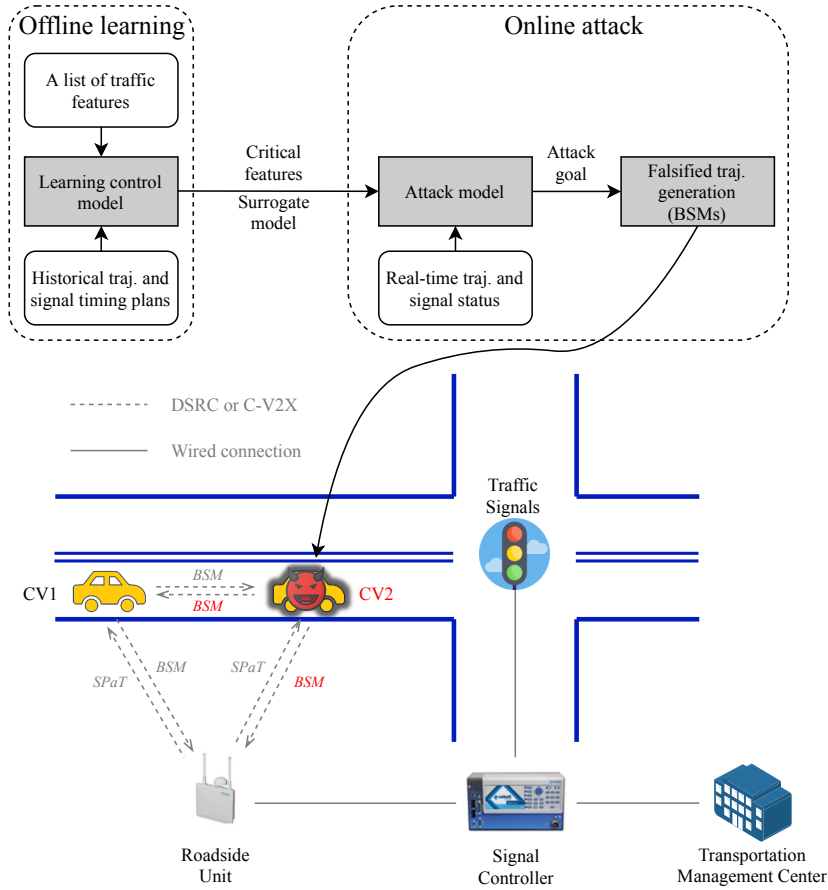 Offline learning
Online attack
A list of traffic
features
Learning control
model
Historical traj. and
signal timing plans
Critical
features
Surrogate
model
Attack model
Real-time traj. and
signal status
Attack
goal
Falsified traj.
generation
(BSMs)
DSRC or C-V2X
Wired connection
Traffic
Signals
CV1
BSM
BSM
CV2
SPaT
BSM
SPaT
BSM
Roadside
Unit
Signal
Controller
Transportation
Management Center